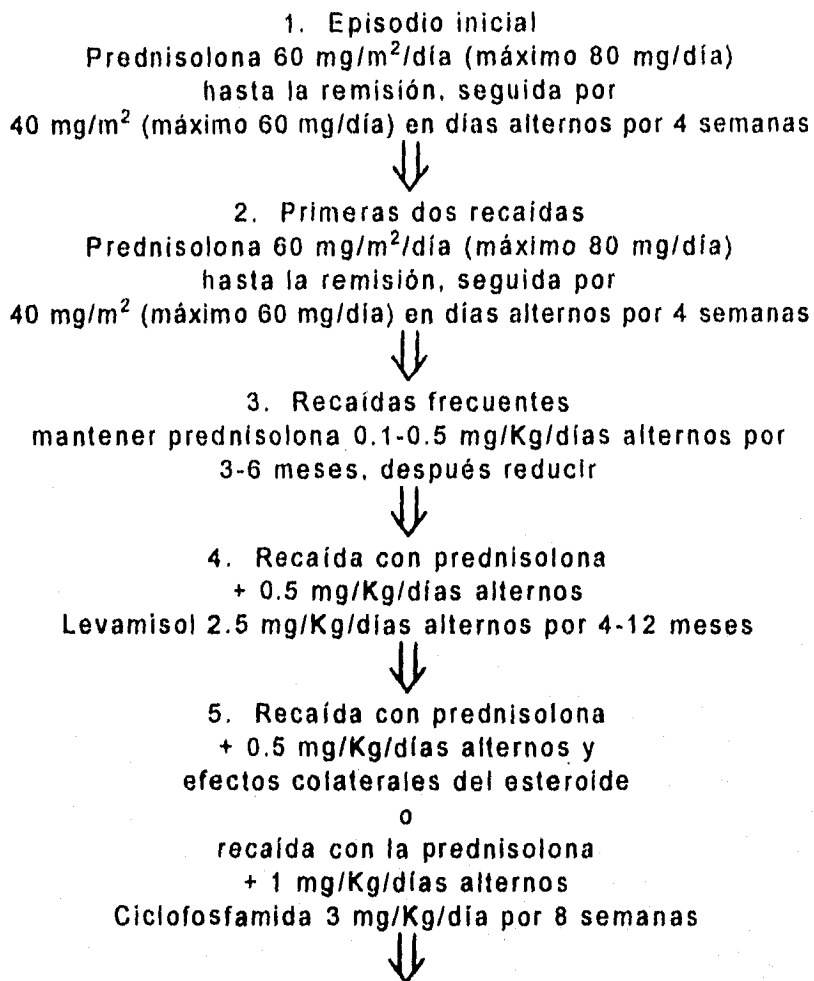 1. Episodio inicial
Prednisolona 60 mg/m²/día (máximo 80 mg/día)
hasta la remisión, seguida por
40 mg/m² (máximo 60 mg/día) en días alternos por 4 semanas
2. Primeras dos recaídas
Prednisolona 60 mg/m²/día (máximo 80 mg/día)
hasta la remisión, seguida por
40 mg/m² (máximo 60 mg/día) en días alternos por 4 semanas
3. Recaídas frecuentes
mantener prednisolona 0.1-0.5 mg/Kg/días alternos por
3-6 meses, después reducir
4. Recaída con prednisolona
+ 0.5 mg/Kg/días alternos
Levamisol 2.5 mg/Kg/días alternos por 4-12 meses
5. Recaída con prednisolona
+ 0.5 mg/Kg/días alternos y
efectos colaterales del esteroide
o
recaída con la prednisolona
+ 1 mg/Kg/días alternos
Ciclofosfamida 3 mg/Kg/día por 8 semanas